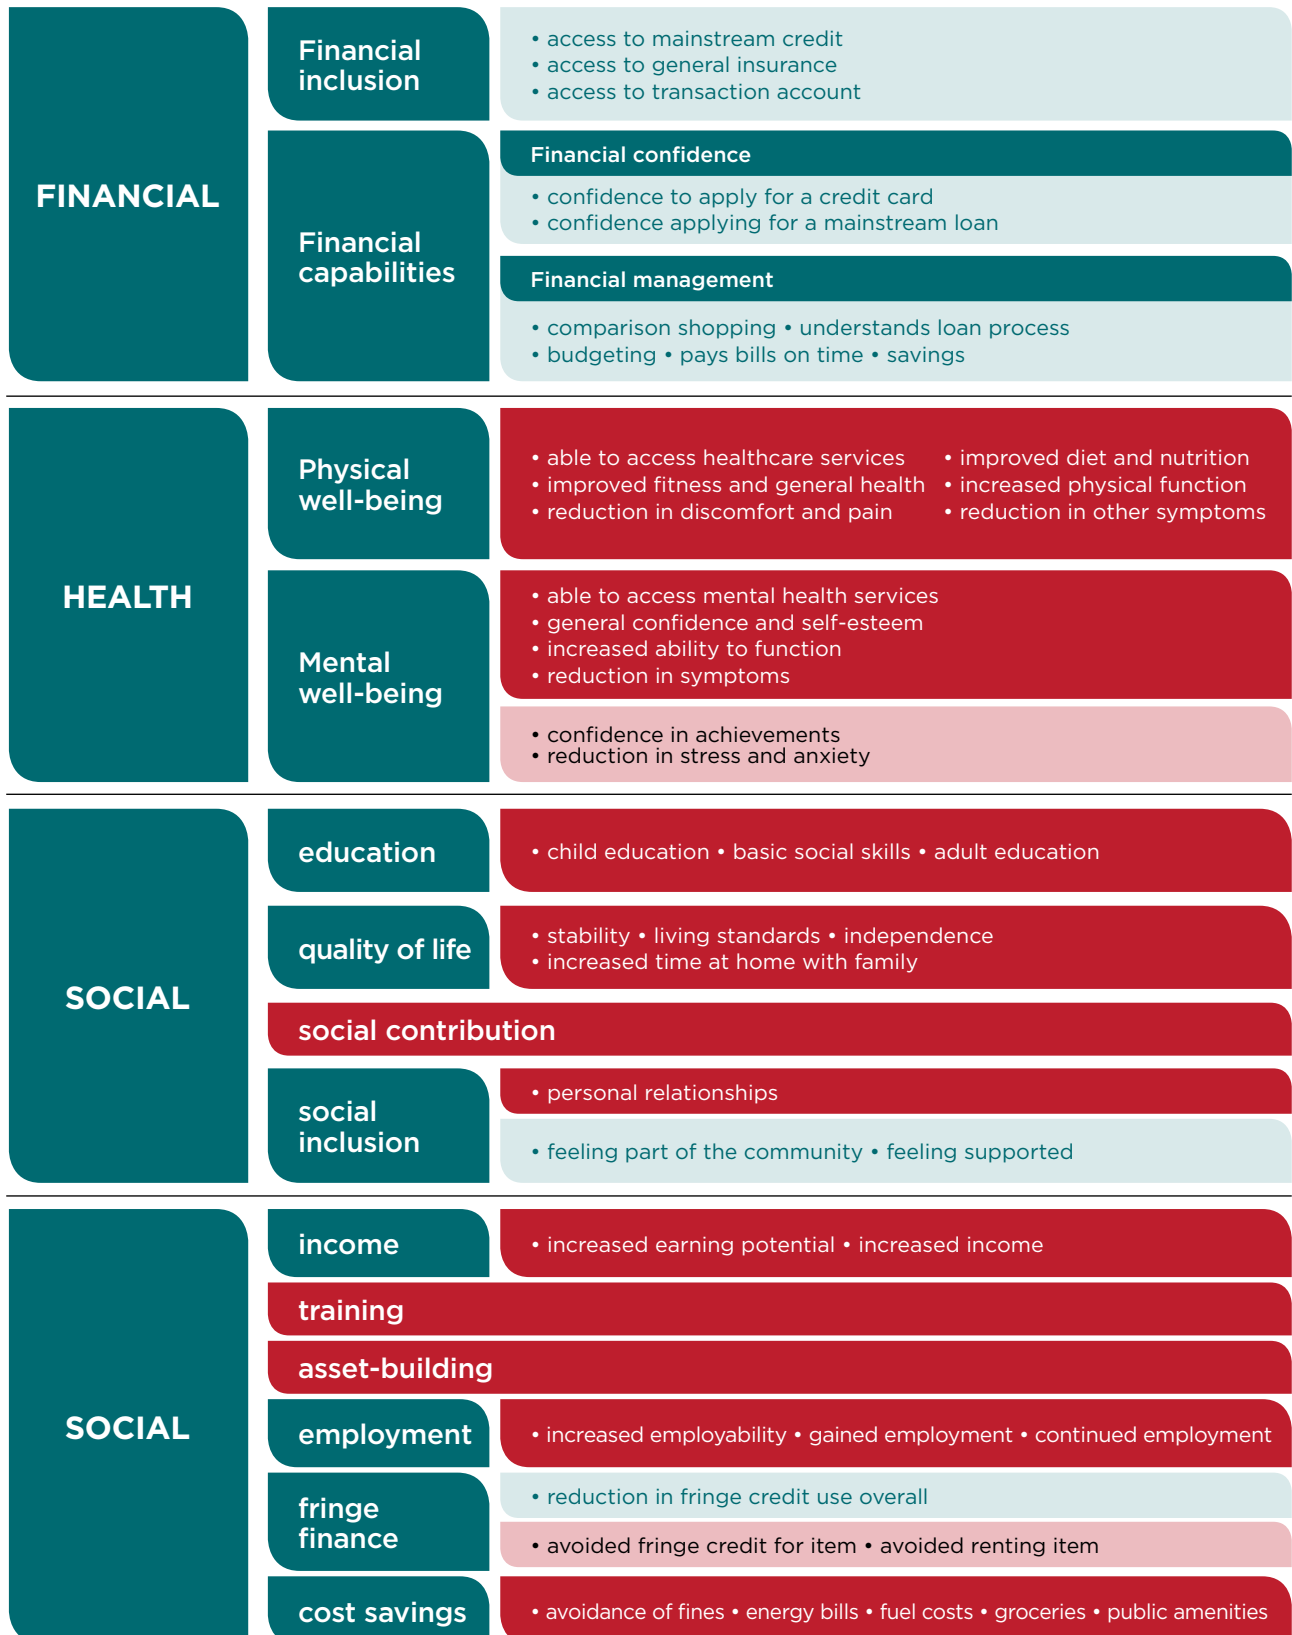 FINANCIAL
Financial
inclusion
• access to mainstream credit
• access to general insurance
• access to transaction account
Financial
capabilities
Financial confidence
• confidence to apply for a credit card
• confidence applying for a mainstream loan
Financial management
• comparison shopping • understands loan process
• budgeting • pays bills on time • savings
HEALTH
Physical
well-being
• able to access healthcare services
• improved fitness and general health
• reduction in discomfort and pain
• improved diet and nutrition
• increased physical function
• reduction in other symptoms
Mental
well-being
• able to access mental health services
• general confidence and self-esteem
• increased ability to function
• reduction in symptoms
• confidence in achievements
• reduction in stress and anxiety
SOCIAL
education
• child education • basic social skills • adult education
quality of life
• stability • living standards • independence
• increased time at home with family
social contribution
social
inclusion
• personal relationships
• feeling part of the community • feeling supported
SOCIAL
income
• increased earning potential • increased income
training
asset-building
employment
• increased employability • gained employment • continued employment
fringe
finance
• reduction in fringe credit use overall
• avoided fringe credit for item • avoided renting item
cost savings
• avoidance of fines • energy bills • fuel costs • groceries • public amenities